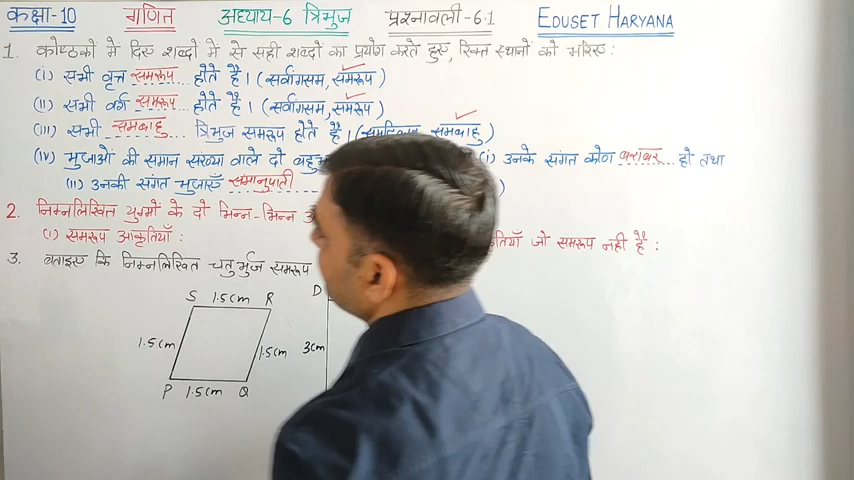 कक्षा-10 गणित अध्याय-6 त्रिभुज प्रश्नावली-6.1 EDUSET HARYANA
1. कोष्ठकों में दिए शब्दों में से सही शब्दों का प्रयोग करते हुए, रिक्त स्थानों को भरिए:
(i) सभी वृत्त समरूप होते हैं। (सर्वांगसम, समरूप)
(ii) सभी वर्ग समरूप होते हैं। (सर्वांगसम, समरूप)
(iii) सभी समबाहु त्रिभुज समरूप होते हैं। (समद्विबाहु, समबाहु)
(iv) भुजाओं की समान संख्या वाले दो (i) उनके संगत कोण बराबर हो तथा
(ii) उनकी संगत भुजाएँ समानुपाती )
2. निम्नलिखित युग्मों के दो भिन्न-भिन्न
(i) समरूप आकृतियाँ: जो समरूप नहीं है:
3. बताइए कि निम्नलिखित चतुर्भुज समरूप
S 1.5cm R D
1.5cm 1.5cm 3cm
P 1.5cm Q